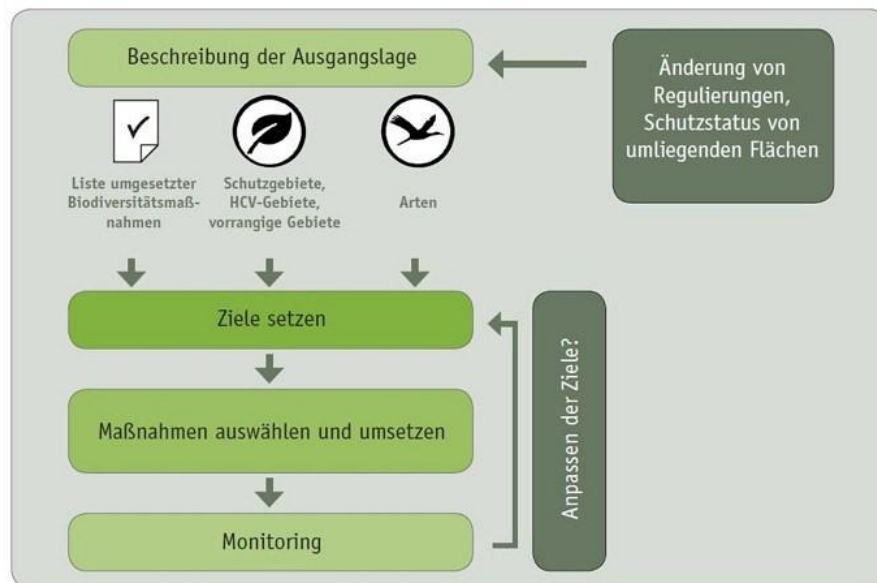 Beschreibung der Ausgangslage
Änderung von
Regulierungen,
Schutzstatus von
umliegenden Flächen
Liste umgesetzter
Biodiversitätsmaß-
nahmen
Schutzgebiete,
HCV-Gebiete,
vorrangige Gebiete
Arten
Ziele setzen
Maßnahmen auswählen und umsetzen
Monitoring
Anpassen der Ziele?